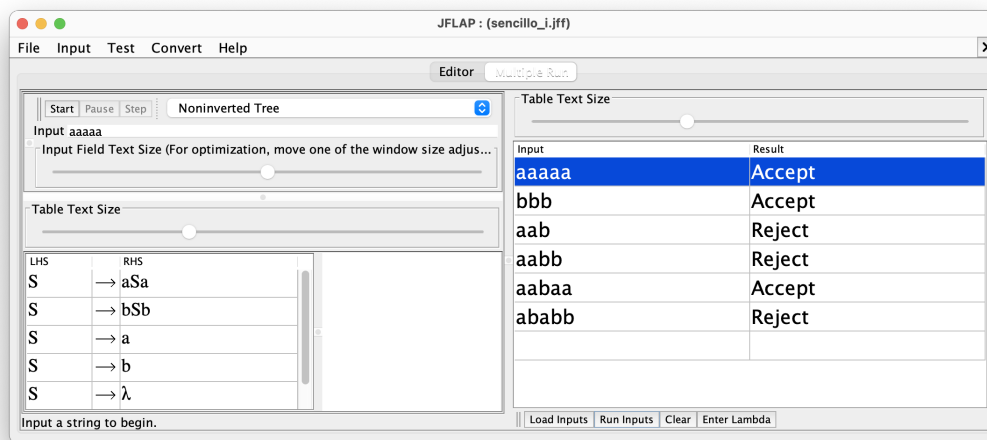 JFLAP : (sencillo_i.jff)
File Input Test Convert Help
Editor Multiple Run
Start Pause Step Noninverted Tree
Input aaaaa
Input Field Text Size (For optimization, move one of the window size adjus...
Table Text Size
LHS RHS
S → aSa
S → bSb
S → a
S → b
S → λ
Input a string to begin.
Table Text Size
Input Result
aaaaa Accept
bbb Accept
aab Reject
aabb Reject
aabaa Accept
ababb Reject
Load Inputs Run Inputs Clear Enter Lambda